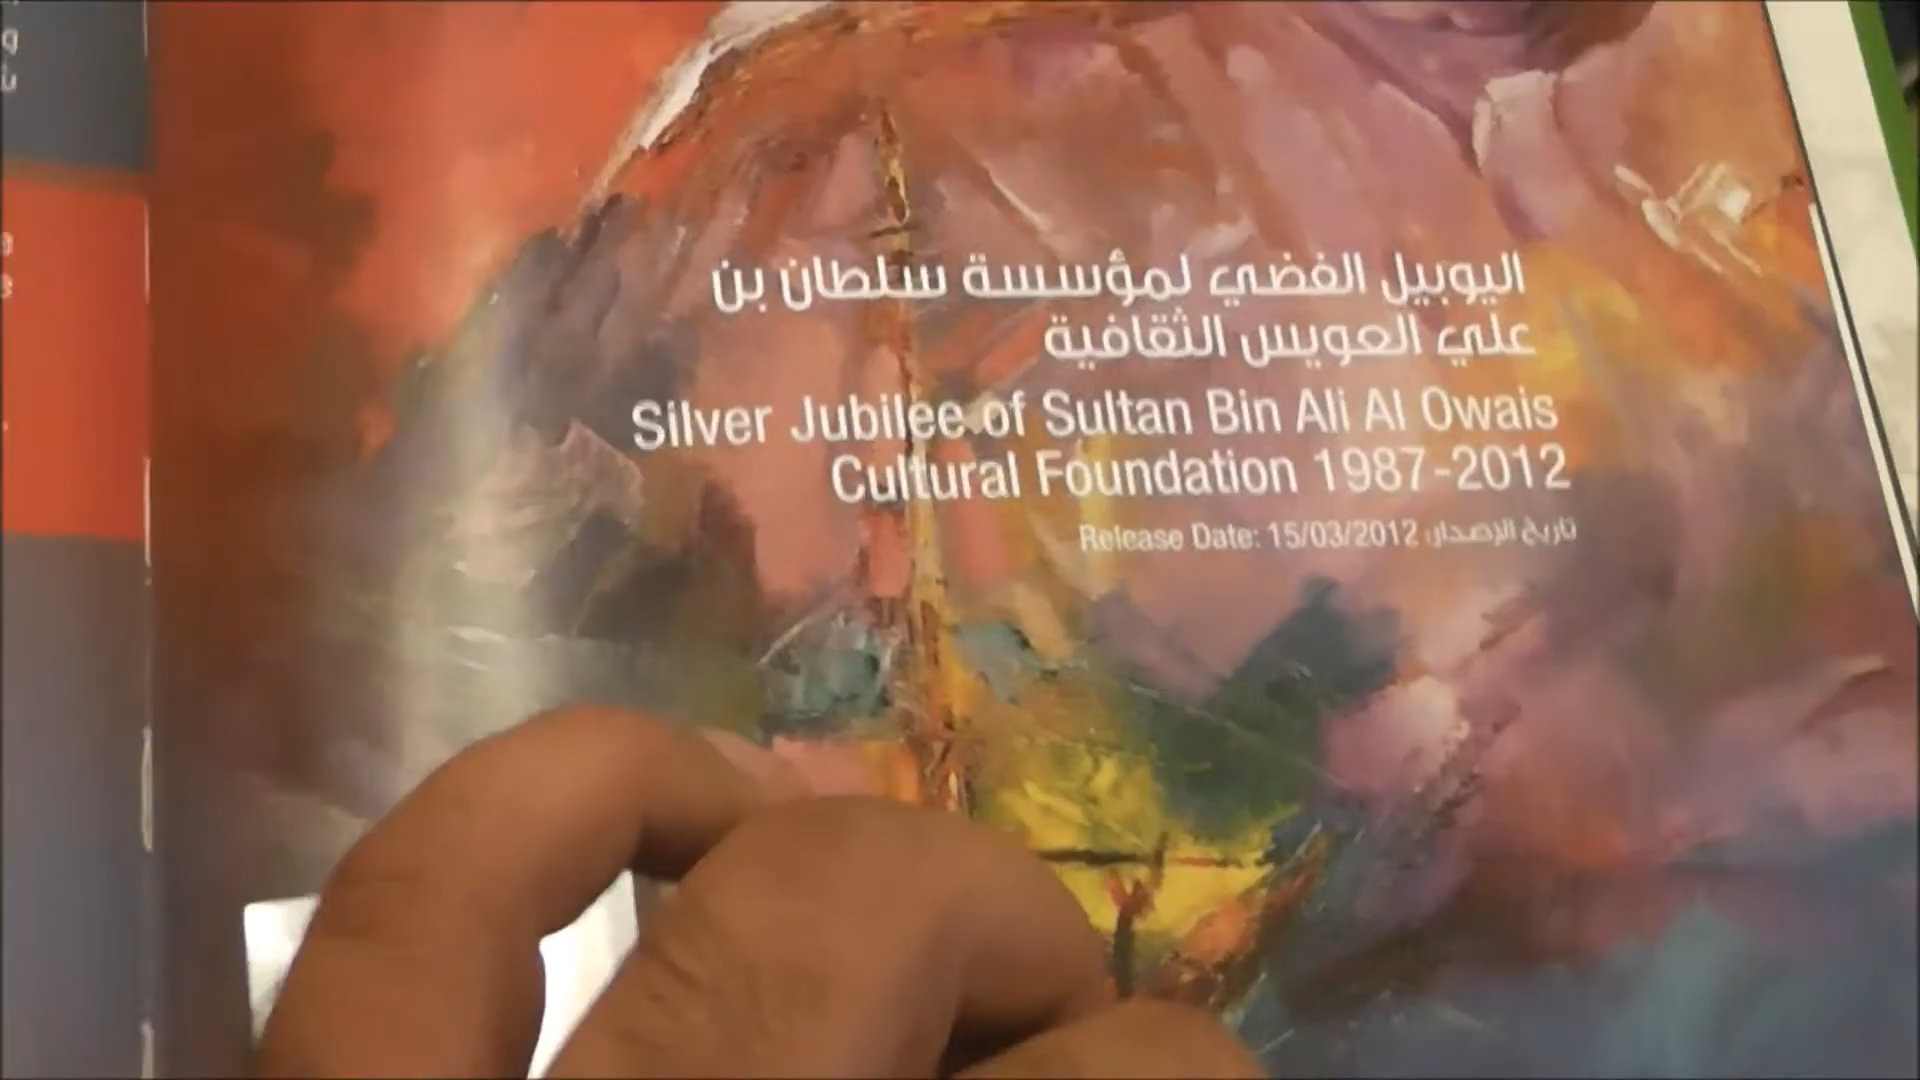 اليوبيل الفضي لمؤسسة سلطان بن
علي العويس الثقافية
Silver Jubilee of Sultan Bin Ali Al Owais
Cultural Foundation 1987-2012
Release Date: 15/03/2012 تاريخ الإصدار: